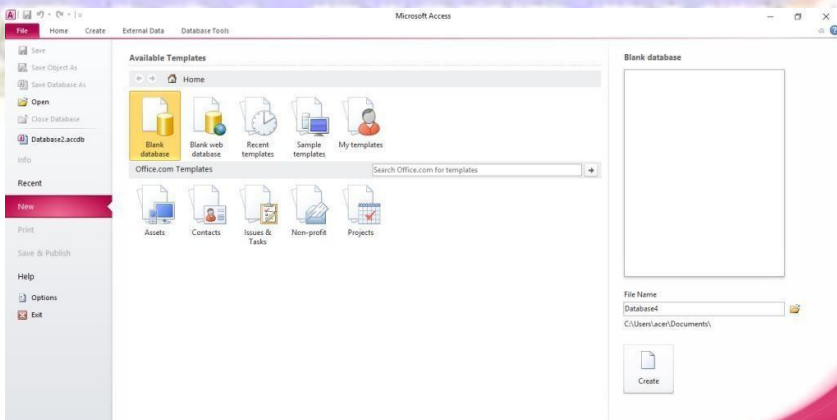 Microsoft Access
File Home Create External Data Database Tools
Save
Save Object As
Save Database As
Open
Close Database
Database2.accdb
Info
Recent
New
Print
Save & Publish
Help
Options
Exit
Available Templates
Home
Blank database
Blank web database
Recent templates
Sample templates
My templates
Office.com Templates
Search Office.com for templates
Assets
Contacts
Issues & Tasks
Non-profit
Projects
Blank database
File Name
Database4
C:\Users\acer\Documents\
Create